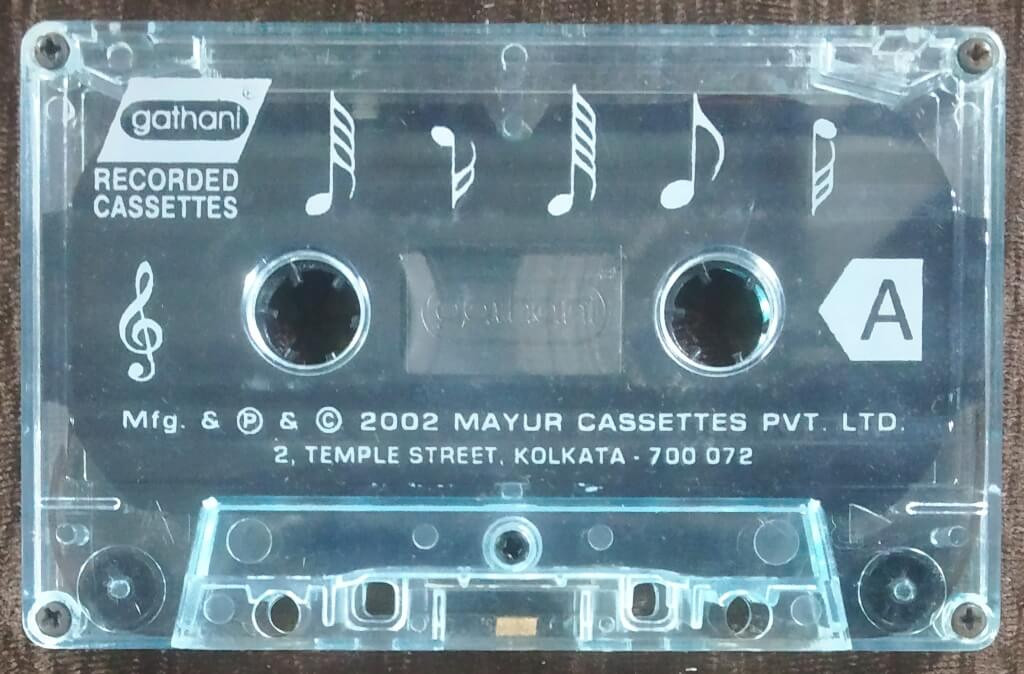 gathani
RECORDED
CASSETTES
gathani
A
Mfg. & ℗ & © 2002 MAYUR CASSETTES PVT. LTD.
2, TEMPLE STREET, KOLKATA - 700 072